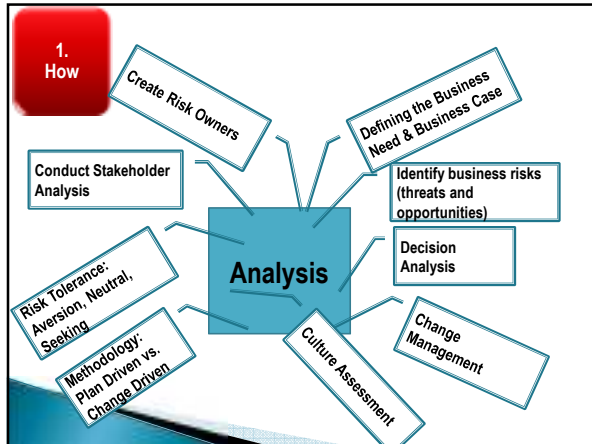 1.
How
Create Risk Owners
Defining the Business
Need & Business Case
Conduct Stakeholder
Analysis
Identify business risks
(threats and
opportunities)
Analysis
Decision
Analysis
Risk Tolerance:
Aversion, Neutral,
Seeking
Change
Management
Methodology:
Plan Driven vs.
Change Driven
Culture Assessment